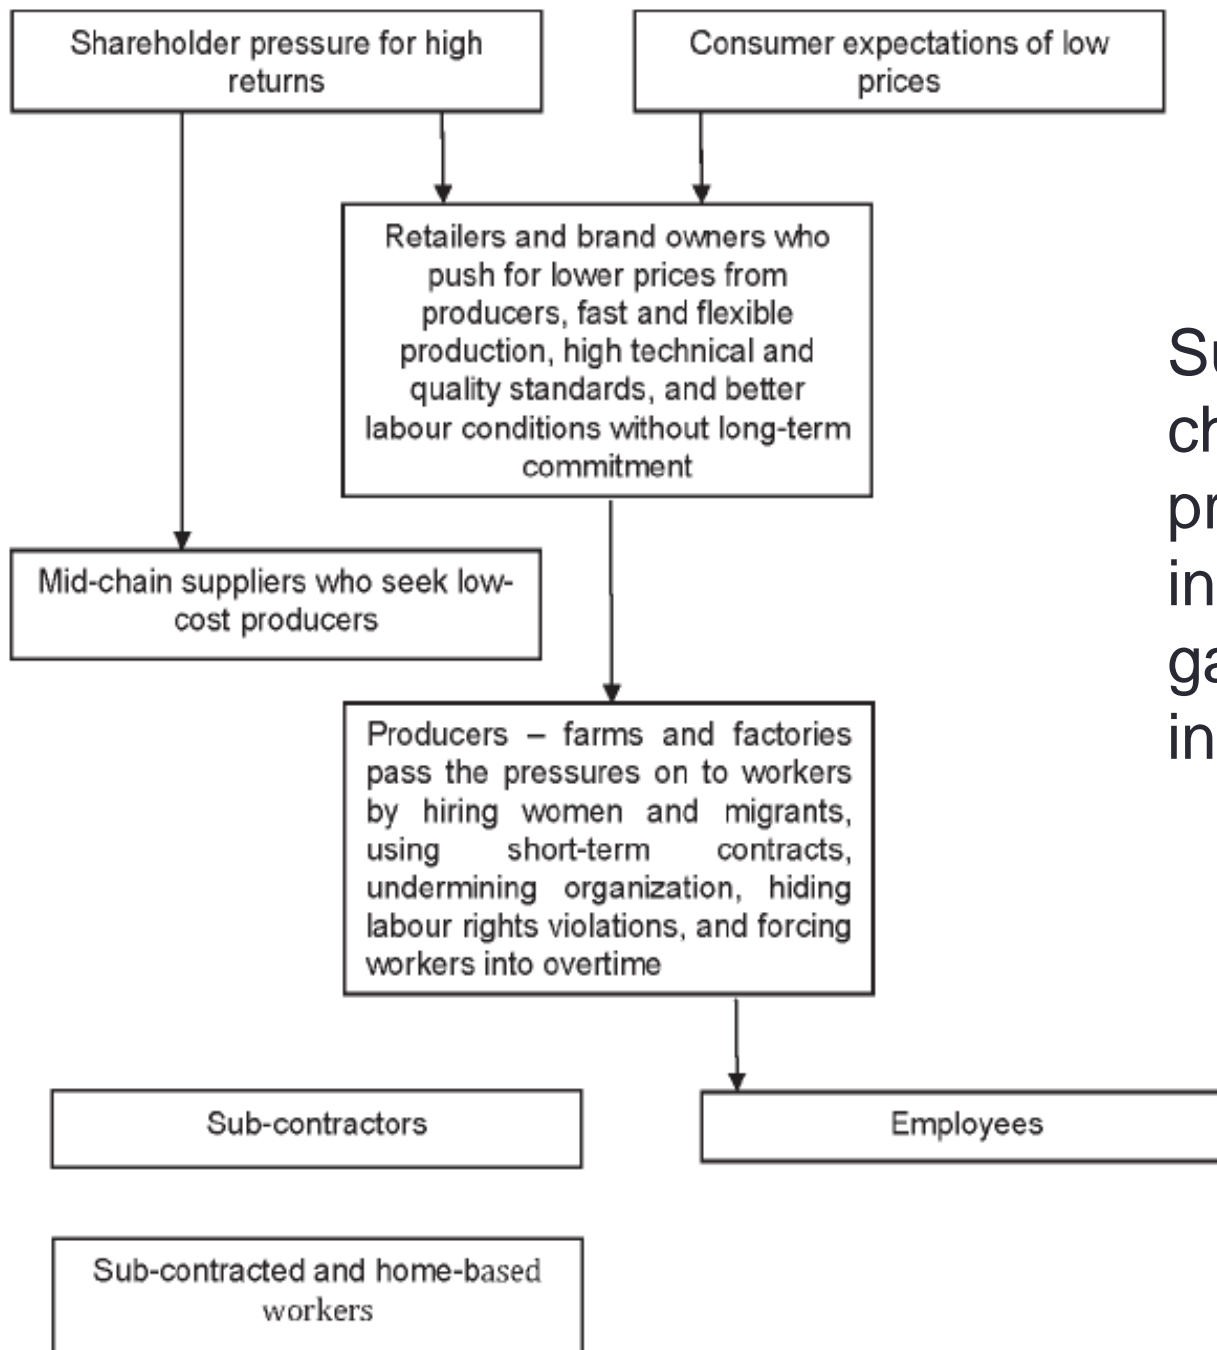 Shareholder pressure for high
returns
Consumer expectations of low
prices
Retailers and brand owners who
push for lower prices from
producers, fast and flexible
production, high technical and
quality standards, and better
labour conditions without long-term
commitment
Mid-chain suppliers who seek low-
cost producers
Producers – farms and factories
pass the pressures on to workers
by hiring women and migrants,
using short-term contracts,
undermining organization, hiding
labour rights violations, and forcing
workers into overtime
Sub-contractors
Employees
Sub-contracted and home-based
workers